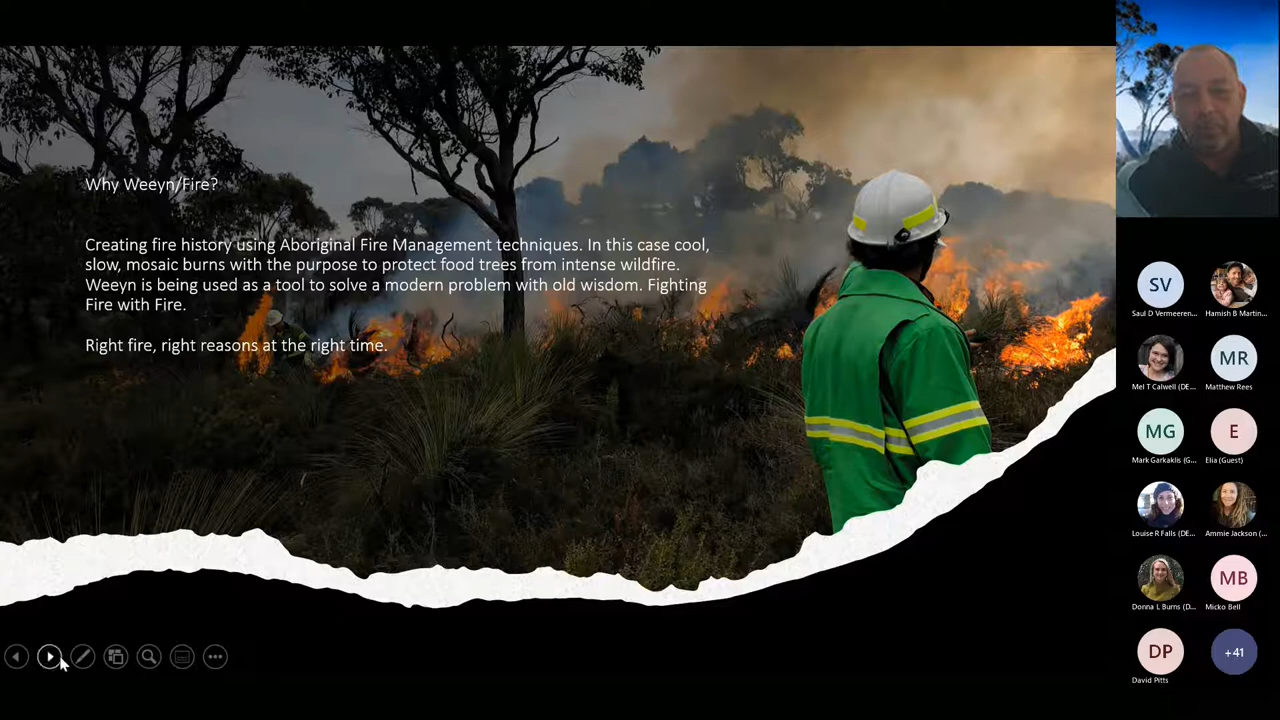 Why Weeyn/Fire?
Creating fire history using Aboriginal Fire Management techniques. In this case cool,
slow, mosaic burns with the purpose to protect food trees from intense wildfire.
Weeyn is being used as a tool to solve a modern problem with old wisdom. Fighting
Fire with Fire.
Right fire, right reasons at the right time.
SV
Saul D Vermeeren...
Hamish B Martin...
Mel T Calwell (DE...
MR
Matthew Rees
MG
Mark Garkaklis (G...
E
Elia (Guest)
Louise R Falls (DE...
Ammie Jackson (...
Donna L Burns (D...
MB
Micko Bell
DP
David Pitts
+41